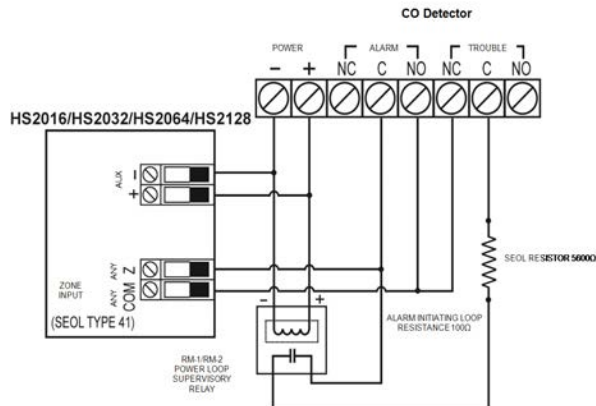 CO Detector
POWER
ALARM
TROUBLE
− + NC C NO NC C NO
HS2016/HS2032/HS2064/HS2128
AUX
−
+
ANY Z
ANY COM
ZONE
INPUT
(SEOL TYPE 41)
SEOL RESISTOR 5600Ω
− +
ALARM INITIATING LOOP
RESISTANCE 100Ω
RM-1/RM-2
POWER LOOP
SUPERVISORY
RELAY